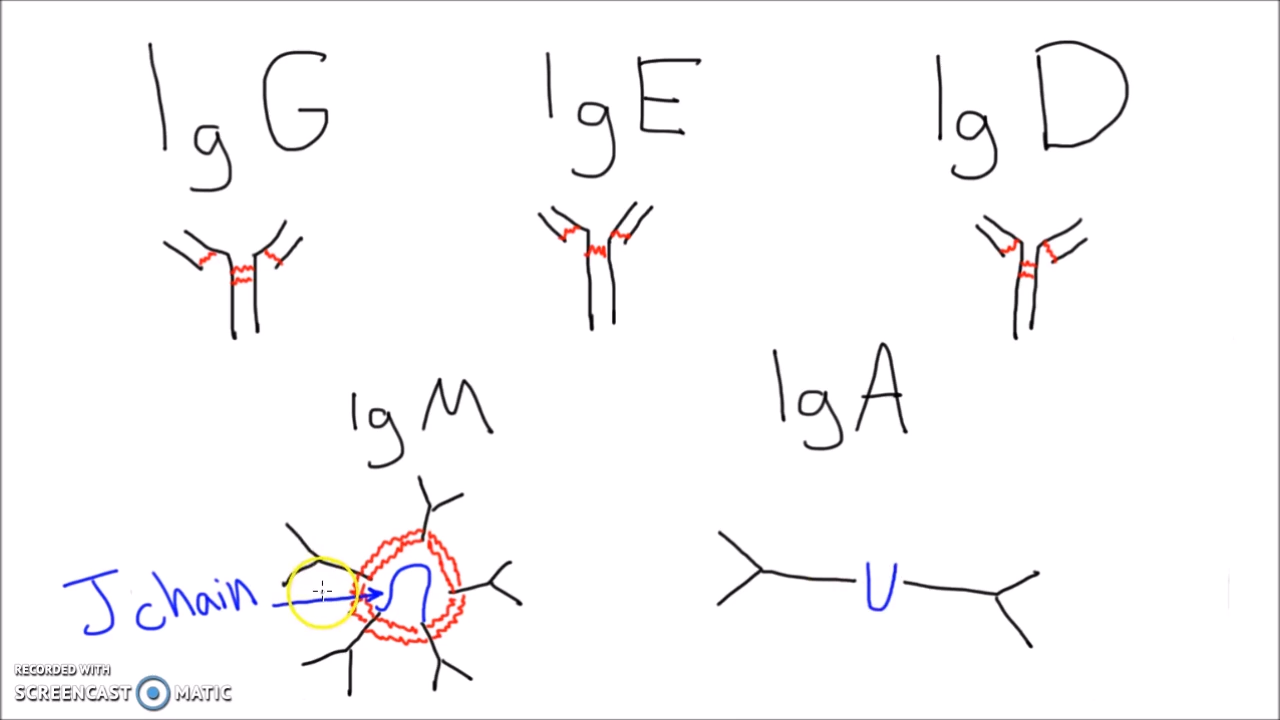 IgG
IgE
IgD
IgM
IgA
J chain
RECORDED WITH
SCREENCAST MATIC